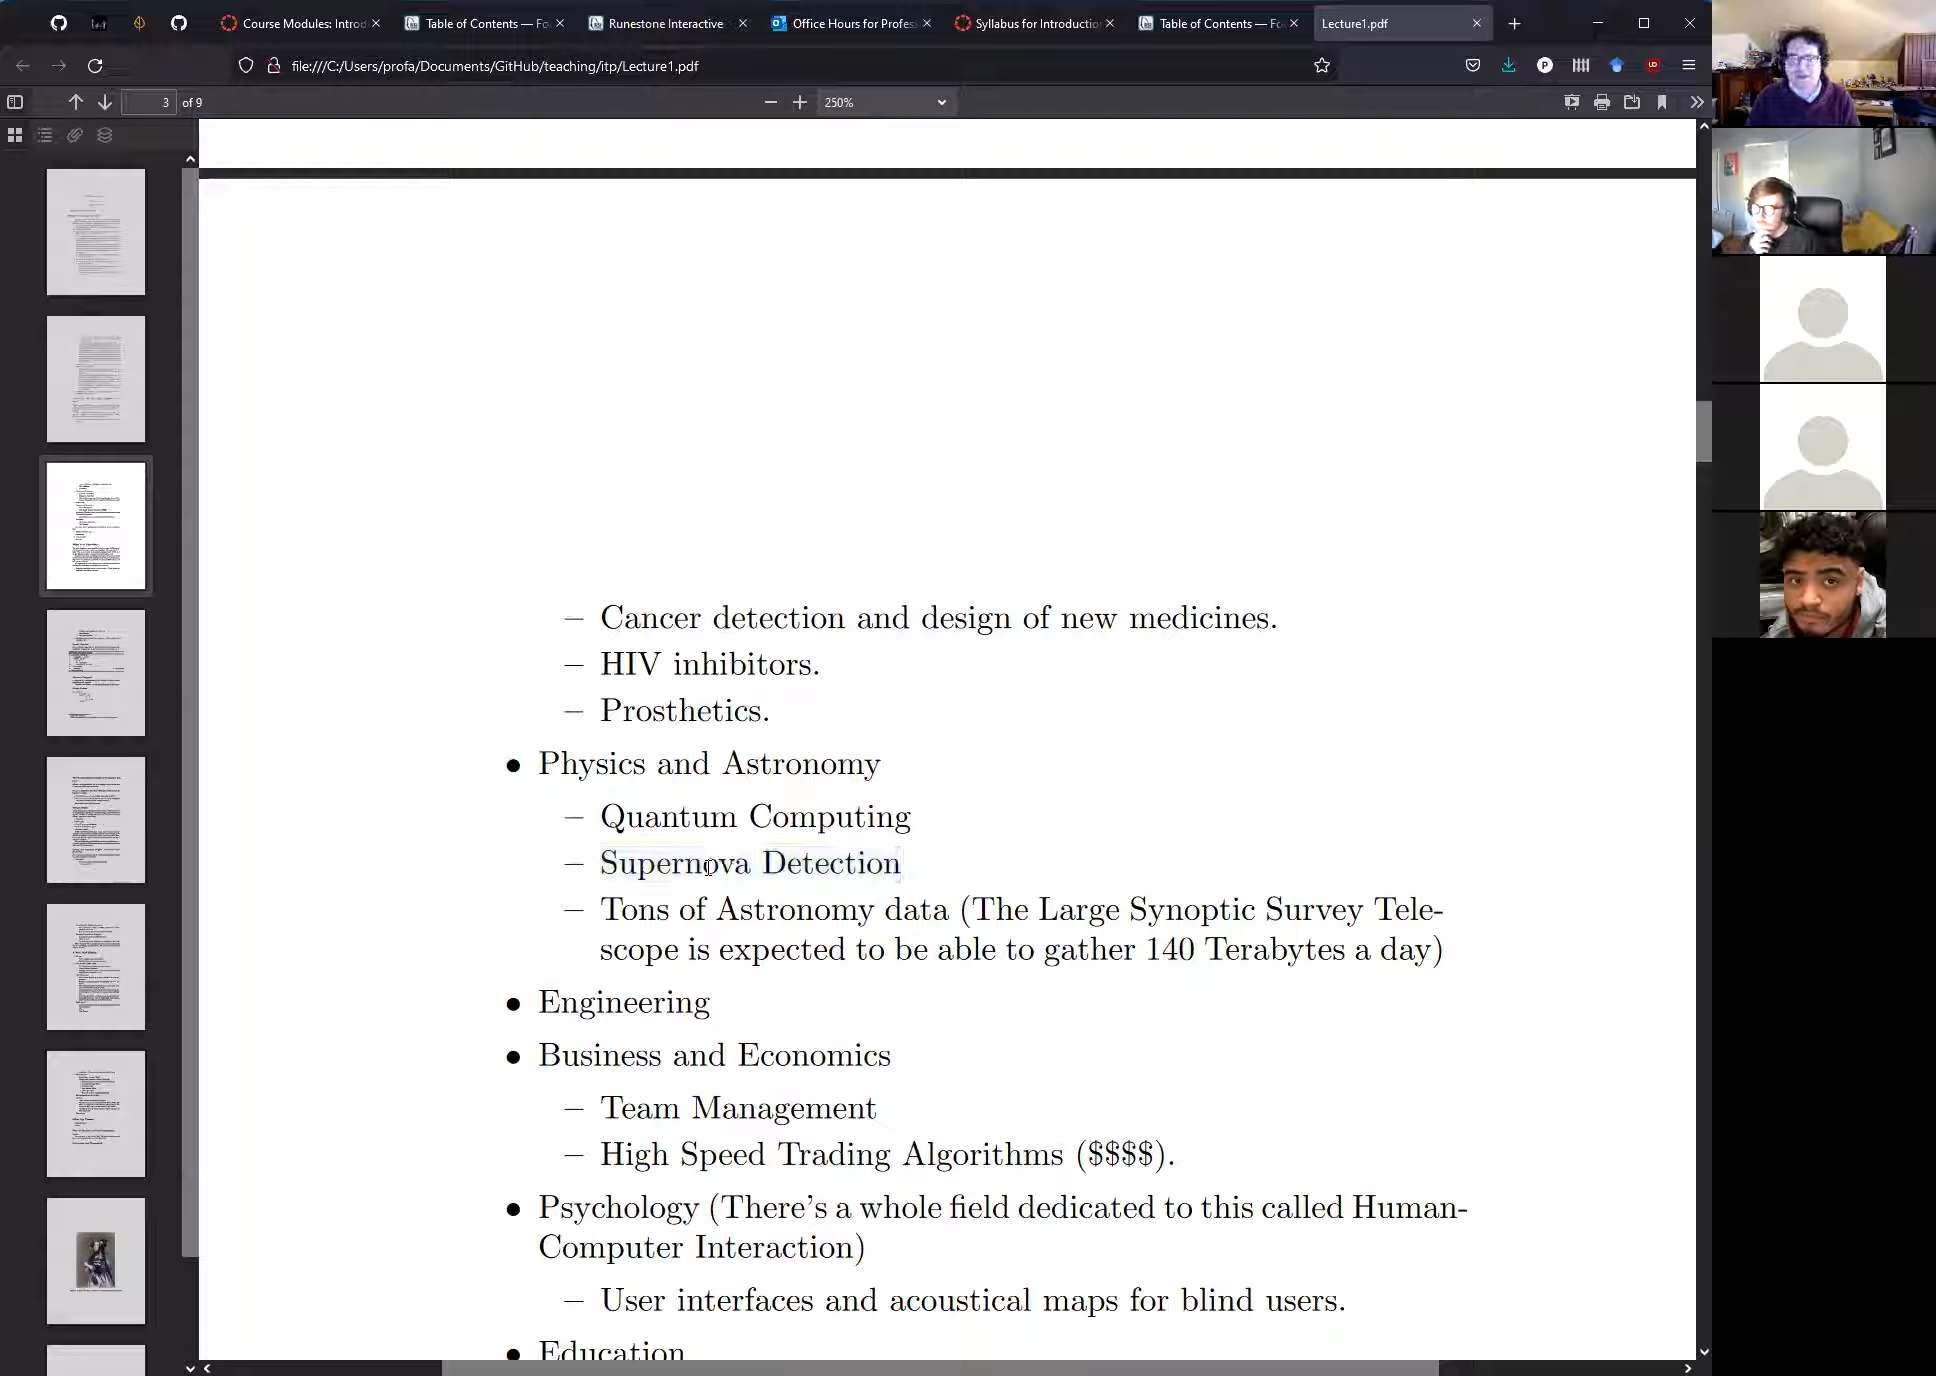 Course Modules: Introd
Table of Contents — Fo
Runestone Interactive
Office Hours for Profes
Syllabus for Introductio
Table of Contents — Fo
Lecture1.pdf
file:///C:/Users/profa/Documents/GitHub/teaching/itp/Lecture1.pdf
3 of 9
250%
– Cancer detection and design of new medicines.
– HIV inhibitors.
– Prosthetics.
• Physics and Astronomy
– Quantum Computing
– Supernova Detection
– Tons of Astronomy data (The Large Synoptic Survey Tele-
scope is expected to be able to gather 140 Terabytes a day)
• Engineering
• Business and Economics
– Team Management
– High Speed Trading Algorithms ($$$$).
• Psychology (There's a whole field dedicated to this called Human-
Computer Interaction)
– User interfaces and acoustical maps for blind users.
• Education